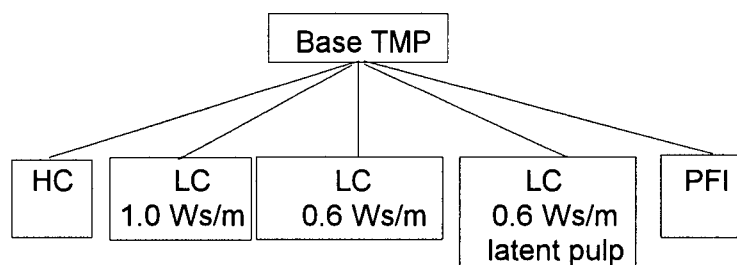 Base TMP
HC
LC
1.0 Ws/m
LC
0.6 Ws/m
LC
0.6 Ws/m
latent pulp
PFI